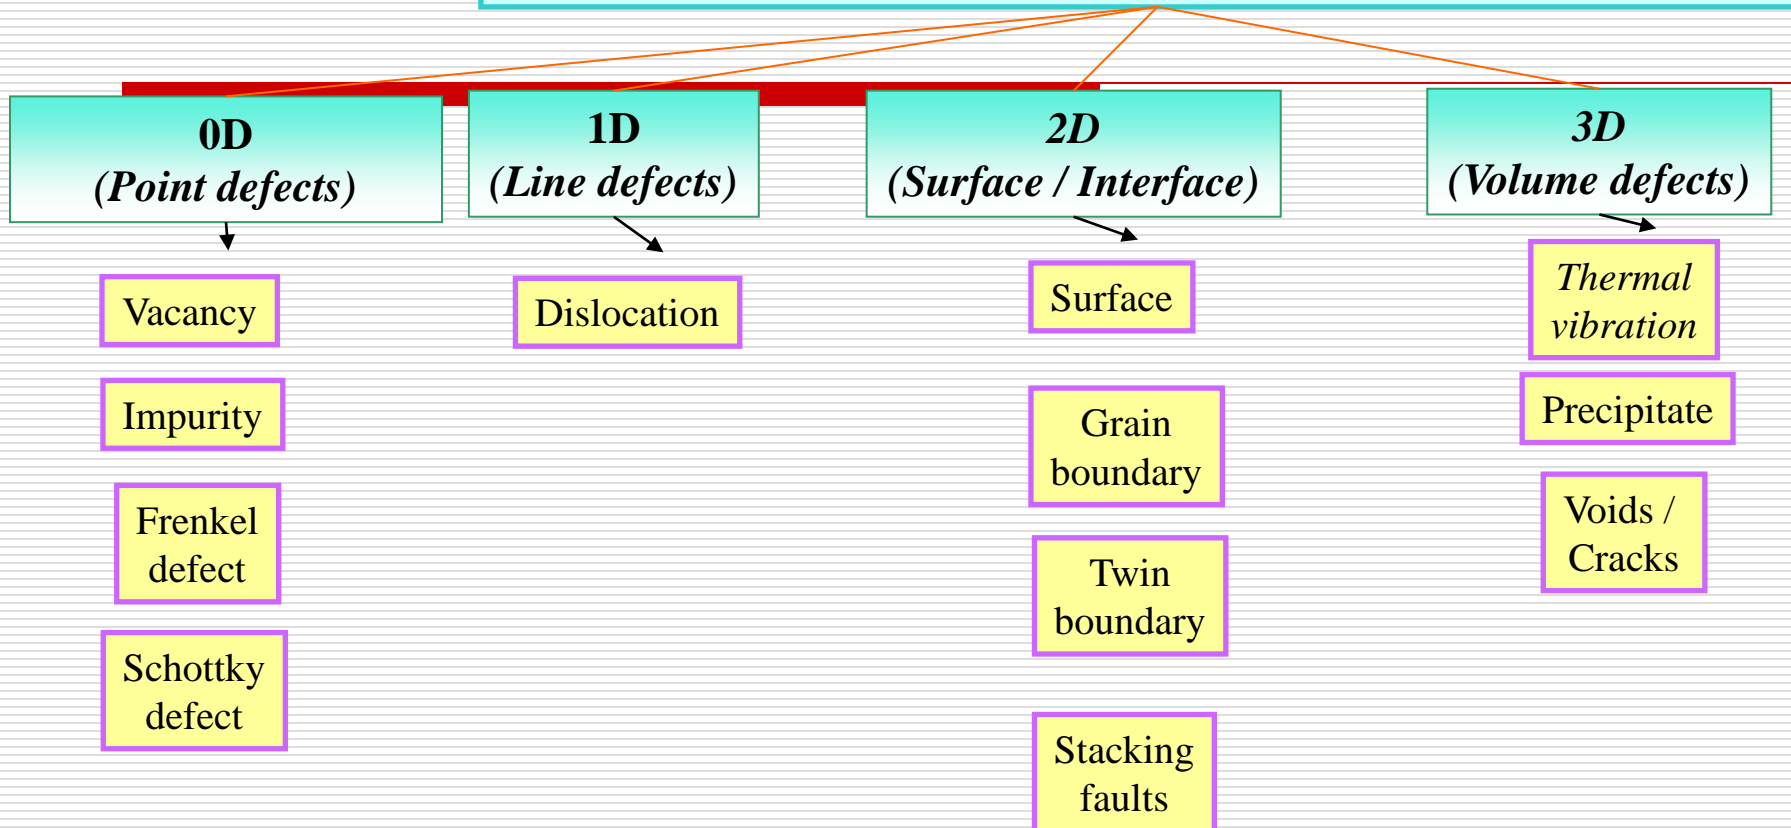 0D
(Point defects)
1D
(Line defects)
2D
(Surface / Interface)
3D
(Volume defects)
Vacancy
Impurity
Frenkel
defect
Schottky
defect
Dislocation
Surface
Grain
boundary
Twin
boundary
Stacking
faults
Thermal
vibration
Precipitate
Voids /
Cracks